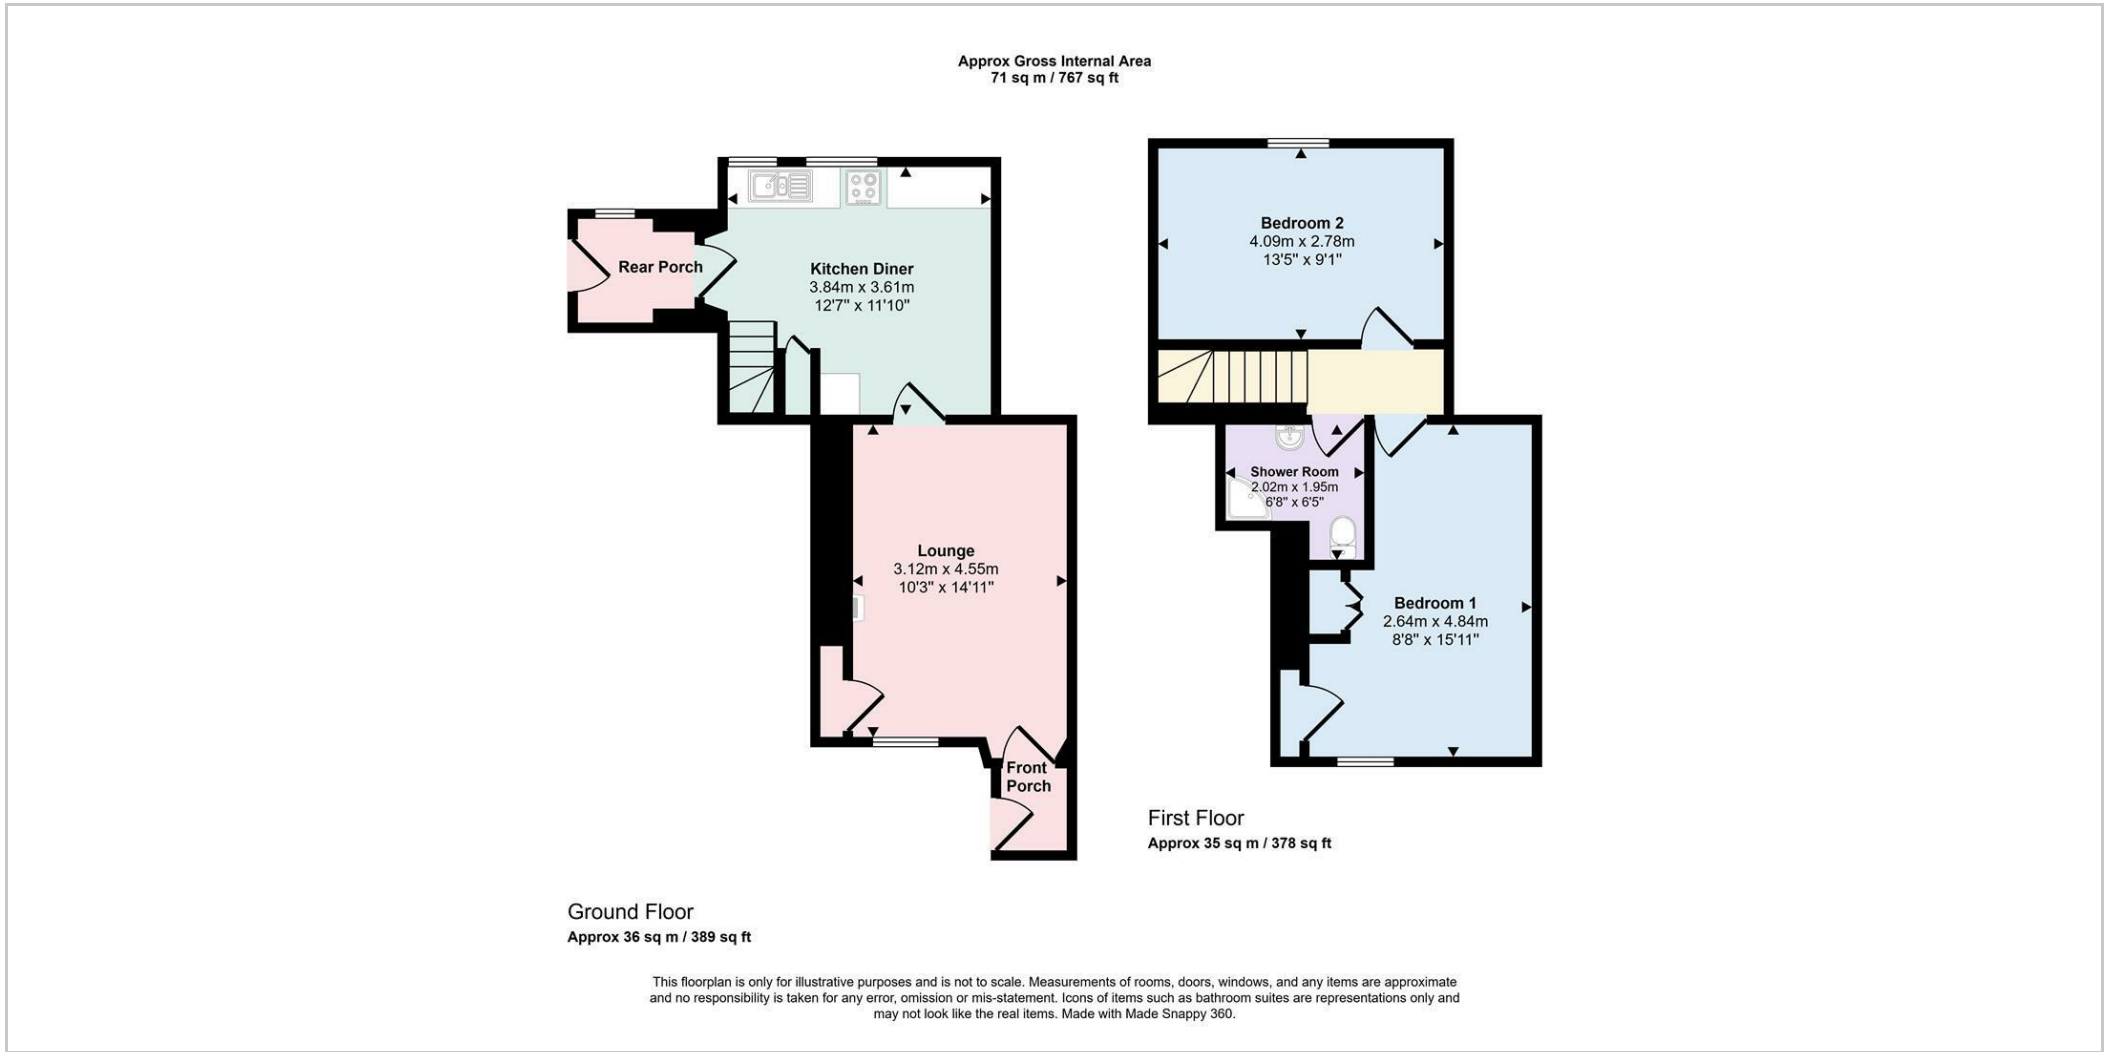 Approx Gross Internal Area
71 sq m / 767 sq ft
Rear Porch
Kitchen Diner
3.84m x 3.61m
12'7" x 11'10"
Lounge
3.12m x 4.55m
10'3" x 14'11"
Front
Porch
Ground Floor
Approx 36 sq m / 389 sq ft
Bedroom 2
4.09m x 2.78m
13'5" x 9'1"
Shower Room
2.02m x 1.95m
6'8" x 6'5"
Bedroom 1
2.64m x 4.84m
8'8" x 15'11"
First Floor
Approx 35 sq m / 378 sq ft
This floorplan is only for illustrative purposes and is not to scale. Measurements of rooms, doors, windows, and any items are approximate
and no responsibility is taken for any error, omission or mis-statement. Icons of items such as bathroom suites are representations only and
may not look like the real items. Made with Made Snappy 360.